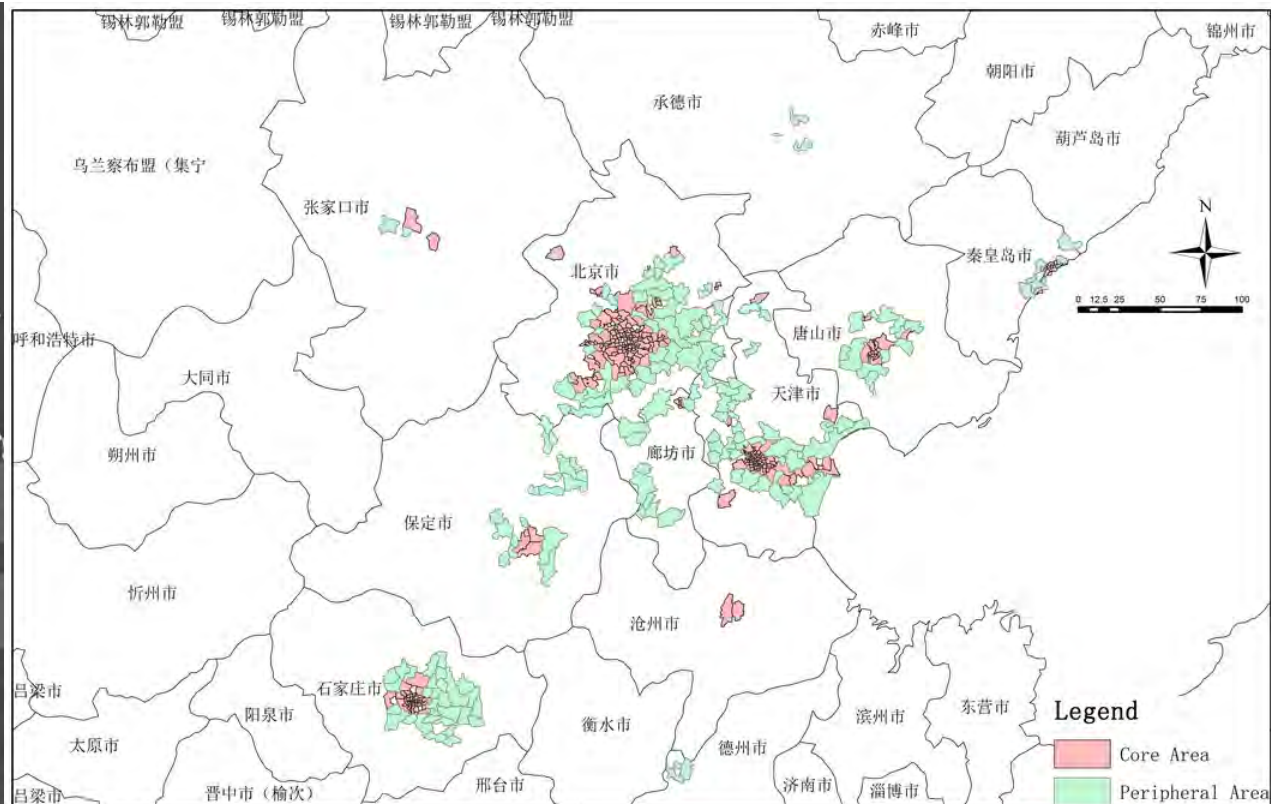 锡林郭勒盟
锡林郭勒盟
锡林郭勒盟
锡林郭勒盟
赤峰市
锦州市
朝阳市
承德市
葫芦岛市
乌兰察布盟（集宁
张家口市
N
秦皇岛市
北京市
0 12.5 25 50 75 100
呼和浩特市
唐山市
大同市
天津市
朔州市
廊坊市
保定市
忻州市
沧州市
吕梁市
石家庄市
阳泉市
衡水市
滨州市
东营市
太原市
德州市
Legend
Core Area
邢台市
济南市
淄博市
吕梁市
晋中市（榆次）
Peripheral Area